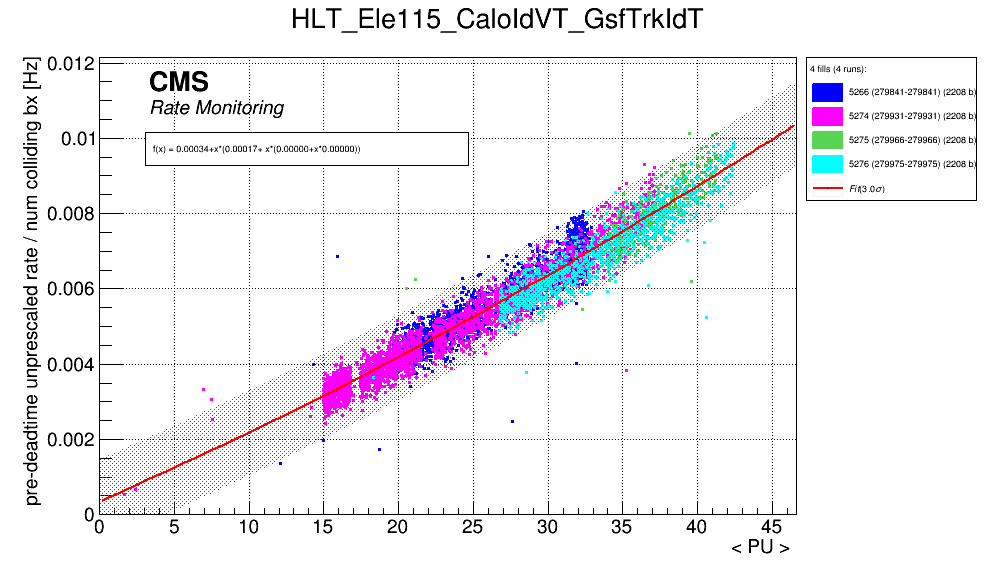 HLT_Ele115_CaloIdVT_GsfTrkIdT
pre-deadtime unprescaled rate / num colliding bx [Hz]
0.012
0.01
0.008
0.006
0.004
0.002
0
CMS
Rate Monitoring
f(x) = 0.00034+x*(0.00017+ x*(0.00000+x*0.00000))
0 5 10 15 20 25 30 35 40 45
< PU >
4 fills (4 runs):
5266 (279841-279841) (2208 b)
5274 (279931-279931) (2208 b)
5275 (279966-279966) (2208 b)
5276 (279975-279975) (2208 b)
Fit(3.0σ)